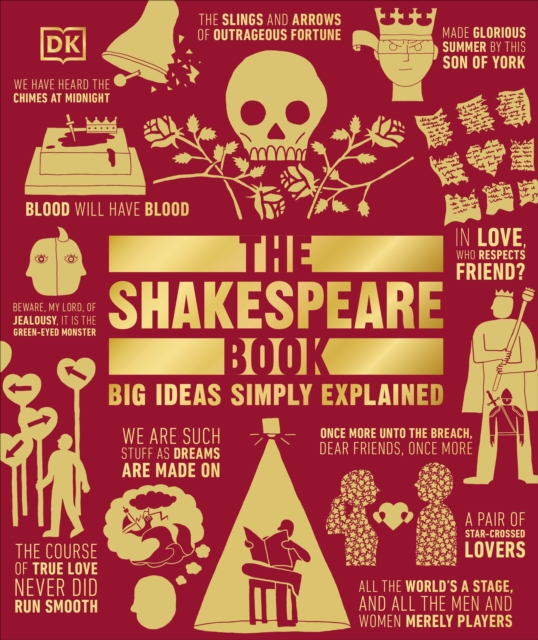 DK
THE SLINGS AND ARROWS
OF OUTRAGEOUS FORTUNE
MADE GLORIOUS
SUMMER BY THIS
SON OF YORK
WE HAVE HEARD THE
CHIMES AT MIDNIGHT
BLOOD WILL HAVE BLOOD
IN LOVE,
WHO RESPECTS
FRIEND?
BEWARE, MY LORD, OF
JEALOUSY, IT IS THE
GREEN-EYED MONSTER
THE
SHAKESPEARE
BOOK
BIG IDEAS SIMPLY EXPLAINED
WE ARE SUCH
STUFF AS DREAMS
ARE MADE ON
ONCE MORE UNTO THE BREACH,
DEAR FRIENDS, ONCE MORE
A PAIR OF
STAR-CROSSED
LOVERS
THE COURSE
OF TRUE LOVE
NEVER DID
RUN SMOOTH
ALL THE WORLD'S A STAGE,
AND ALL THE MEN AND
WOMEN MERELY PLAYERS